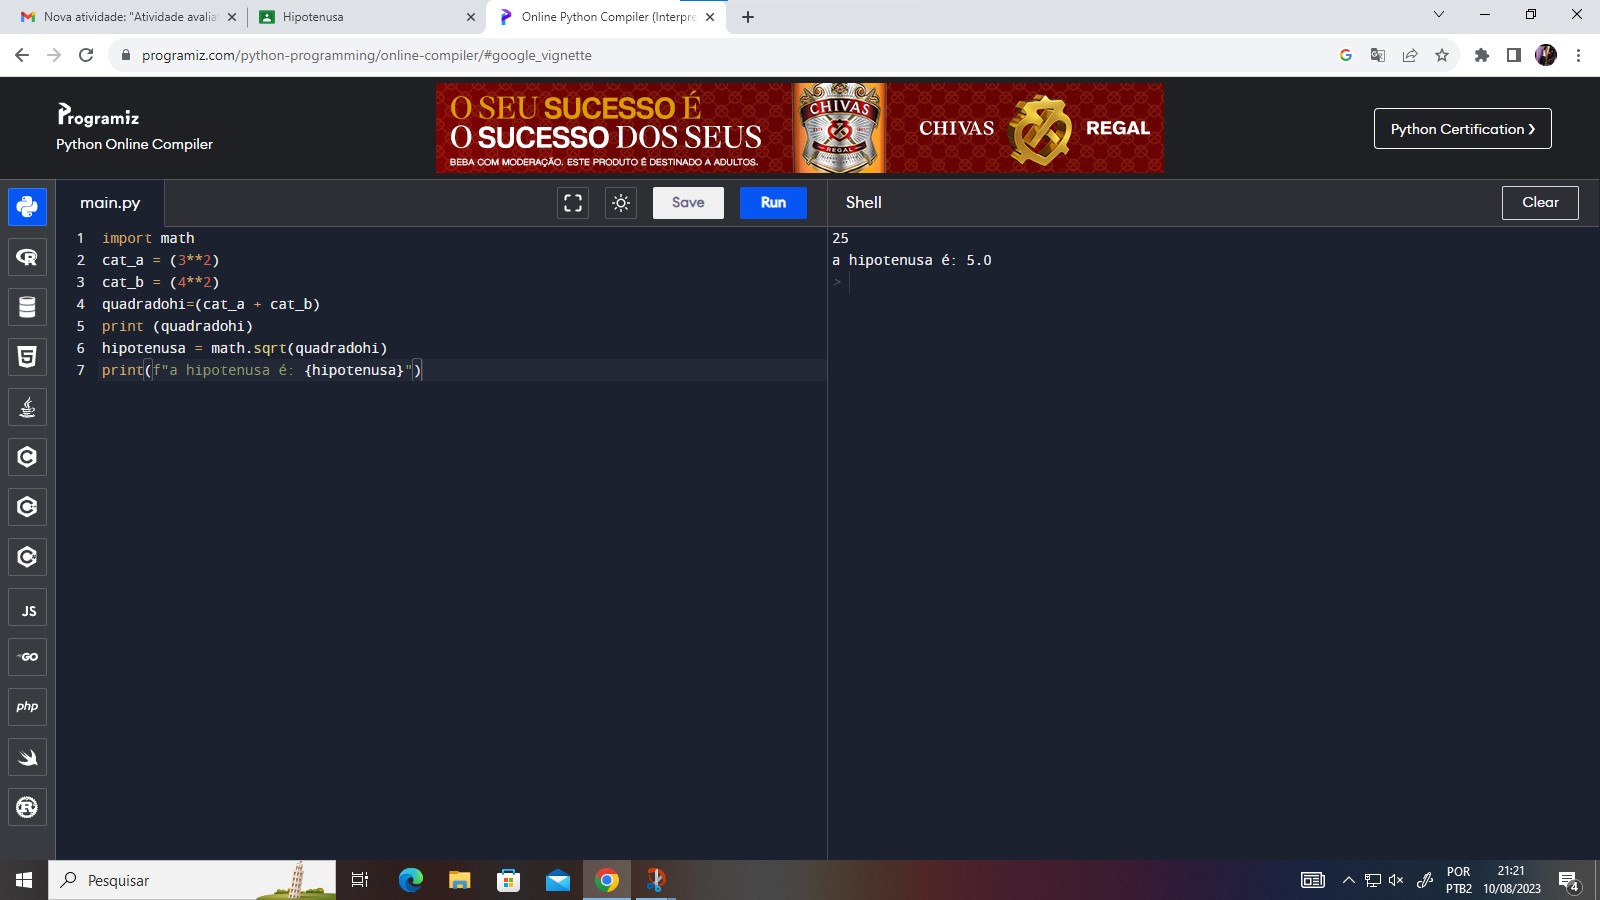 Nova atividade: "Atividade avalia
Hipotenusa
Online Python Compiler (Interpre
programiz.com/python-programming/online-compiler/#google_vignette
Programiz
Python Online Compiler
O SEU SUCESSO É
O SUCESSO DOS SEUS
BEBA COM MODERAÇÃO. ESTE PRODUTO É DESTINADO A ADULTOS.
CHIVAS
REGAL
CHIVAS REGAL
Python Certification ❯
main.py
Save
Run
Shell
Clear
1 import math
2 cat_a = (3**2)
3 cat_b = (4**2)
4 quadradohi=(cat_a + cat_b)
5 print (quadradohi)
6 hipotenusa = math.sqrt(quadradohi)
7 print(f"a hipotenusa é: {hipotenusa}")
25
a hipotenusa é: 5.0
>
JS
GO
php
Pesquisar
POR
PTB2
21:21
10/08/2023
4